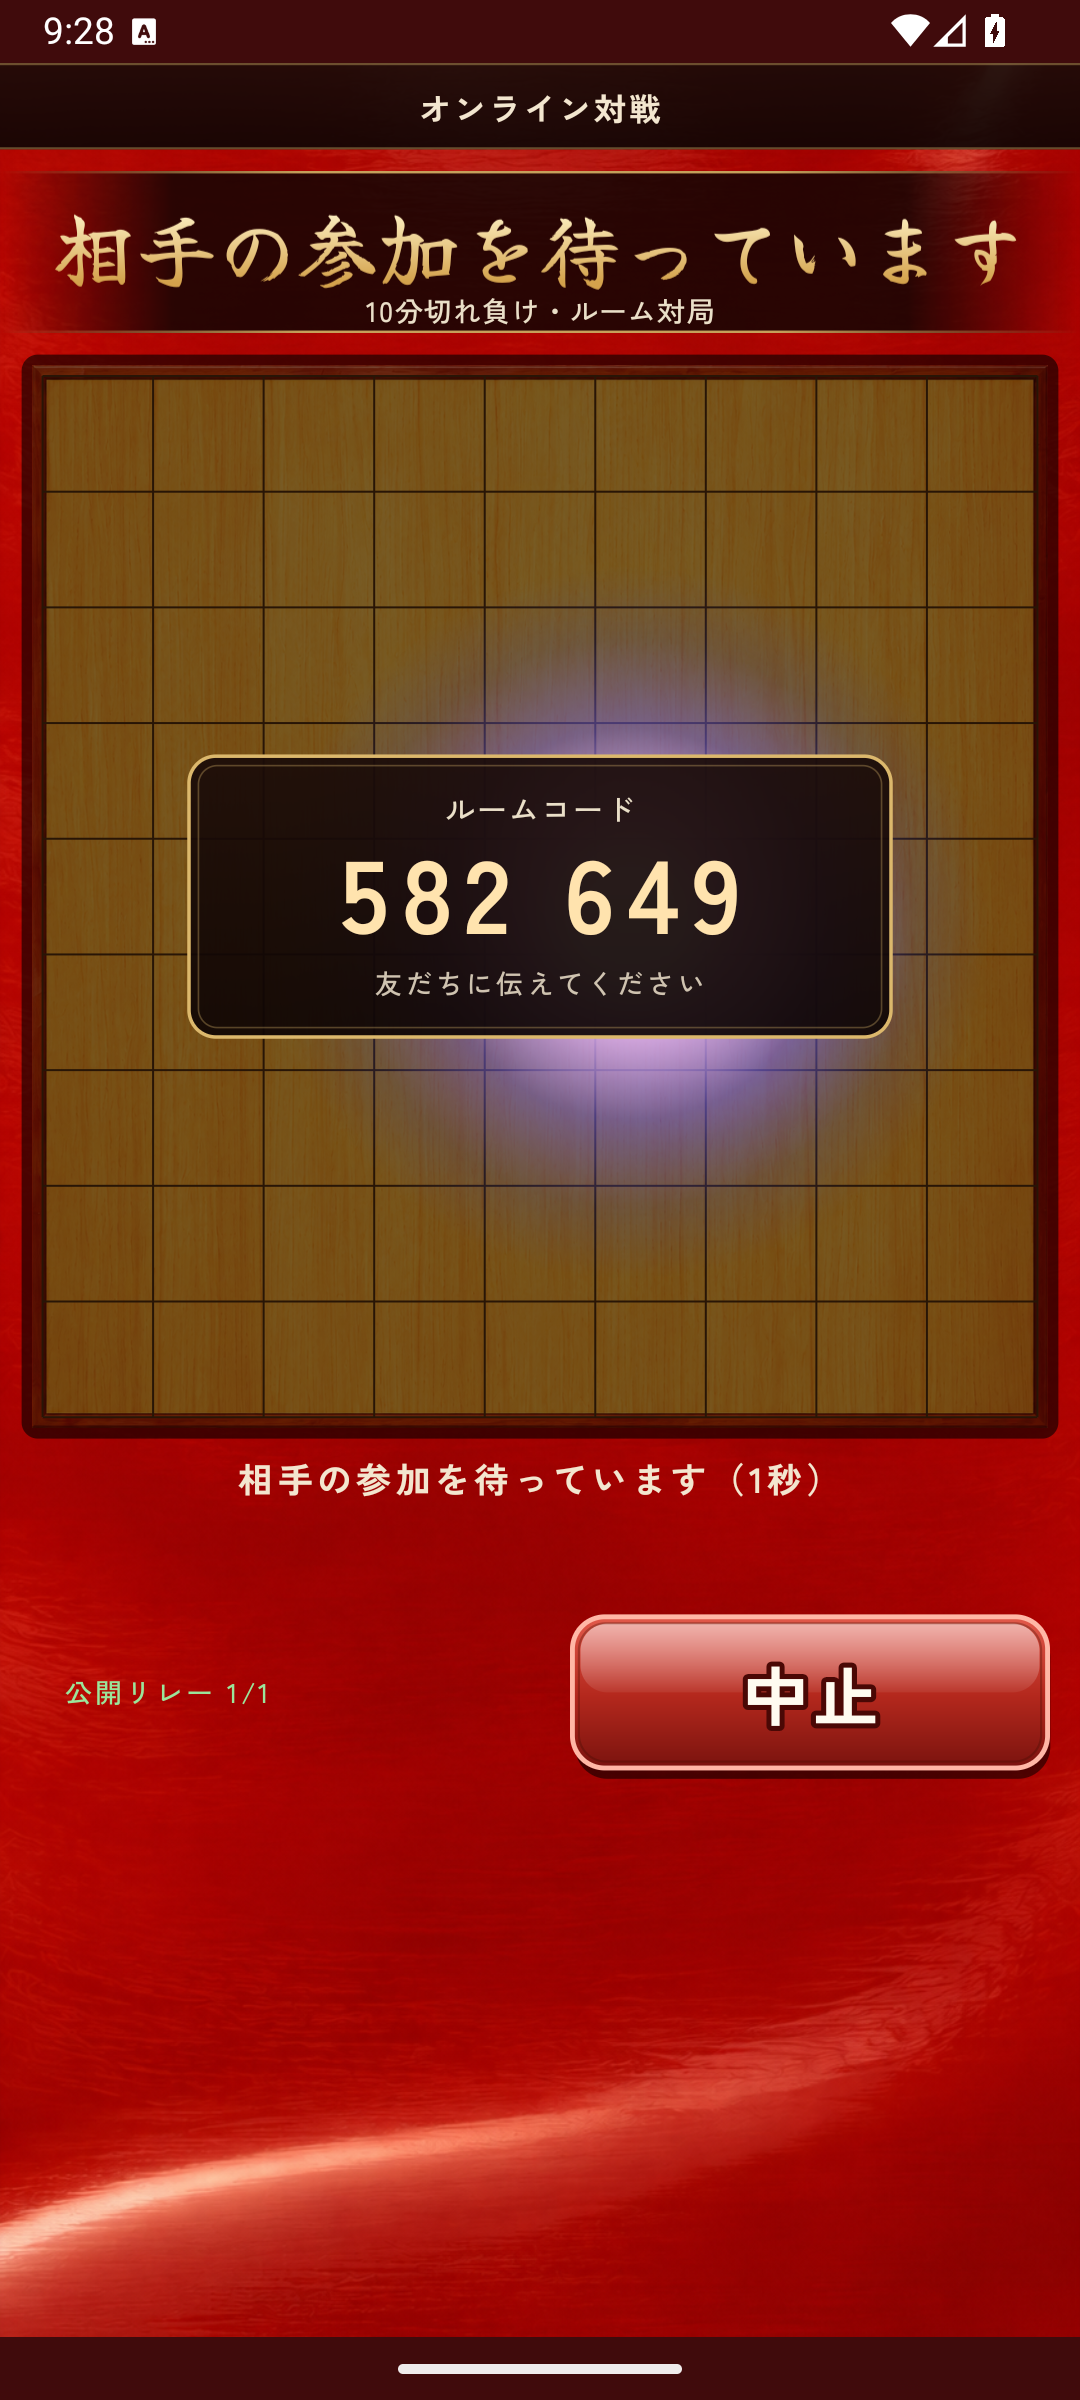 9:28
オンライン対戦
相手の参加を待っています
10分切れ負け・ルーム対局
ルームコード
582 649
友だちに伝えてください
相手の参加を待っています（1秒）
公開リレー 1/1
中止